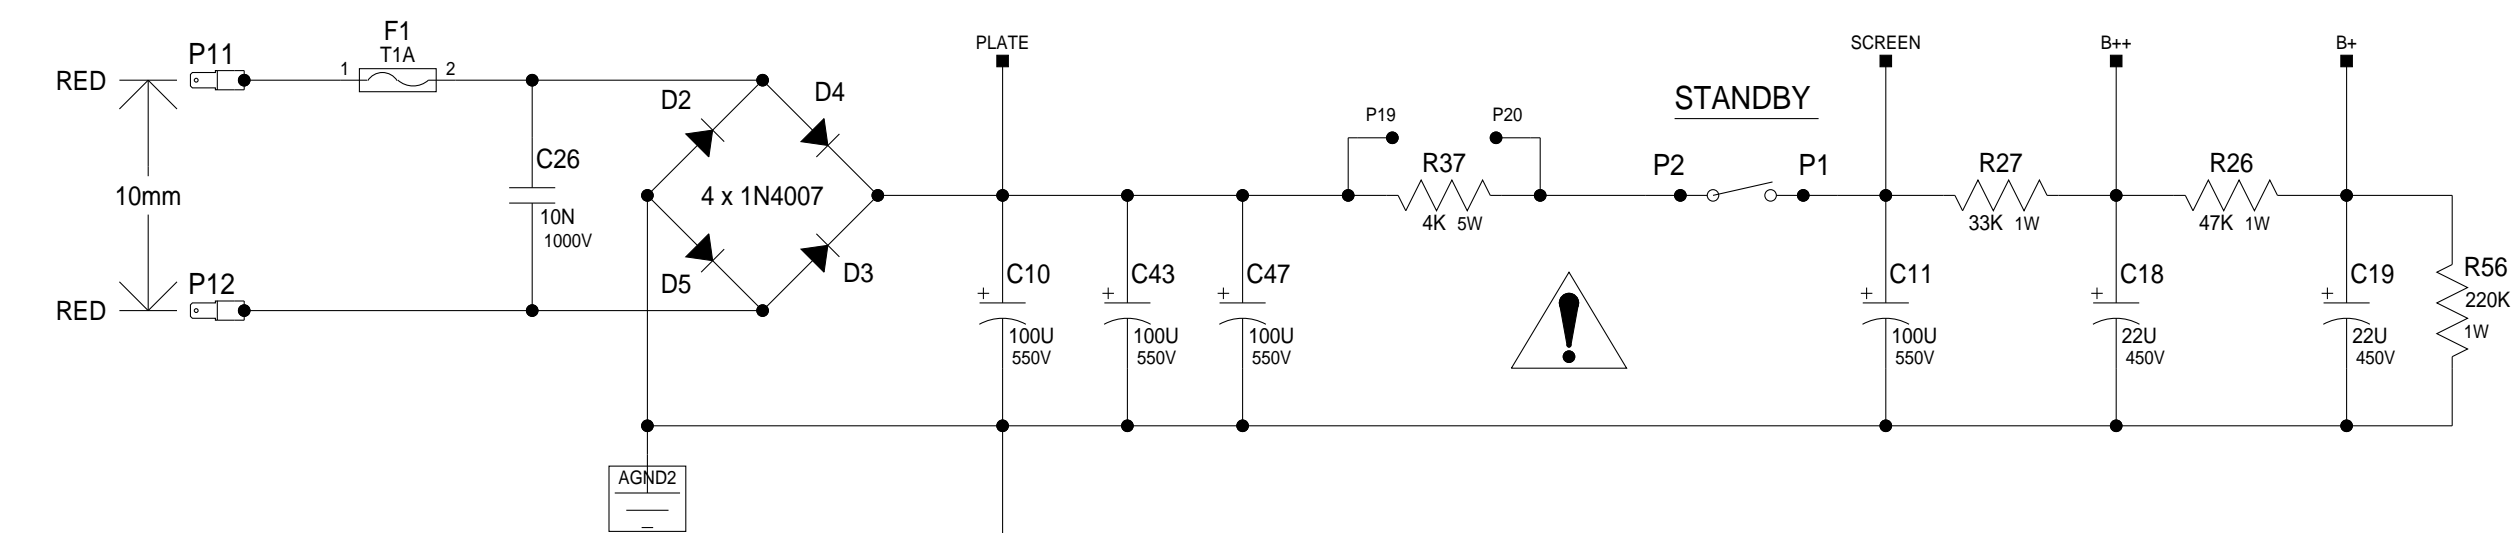 F1
T1A
P11
1
2
RED
10mm
P12
RED
C26
10N
1000V
D2
D4
4 x 1N4007
D5
D3
AGND2
PLATE
+
C10
100U
550V
+
C43
100U
550V
+
C47
100U
550V
P19
P20
R37
4K 5W
STANDBY
P2
P1
!
SCREEN
+
C11
100U
550V
R27
33K 1W
B++
+
C18
22U
450V
R26
47K 1W
B+
+
C19
22U
450V
R56
220K
1W